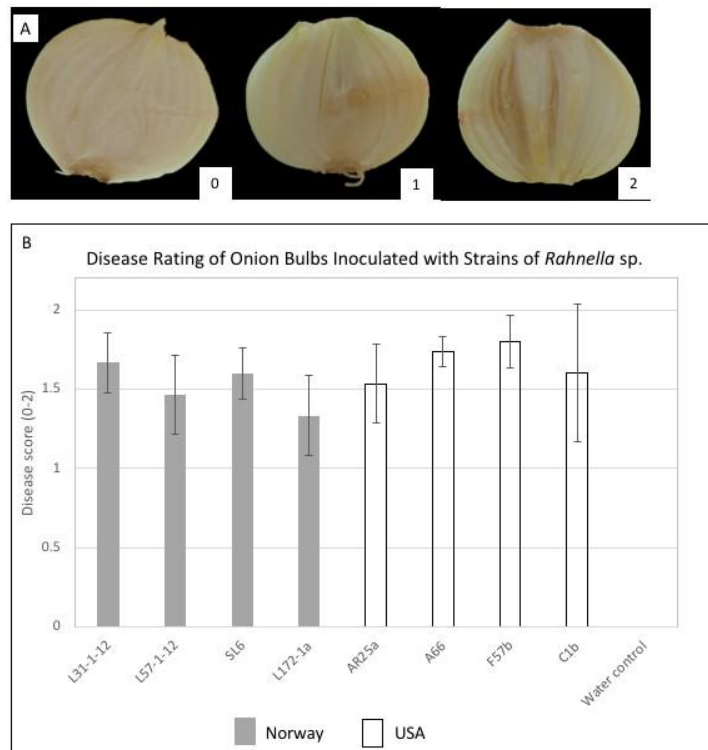 A
0
1
2
B
Disease Rating of Onion Bulbs Inoculated with Strains of Rahnella sp.
Disease score (0-2)
2
1.5
1
0.5
0
L31-1-12
L57-1-12
SL6
L172-1a
AR25a
A66
F57b
C1b
Water control
Norway
USA